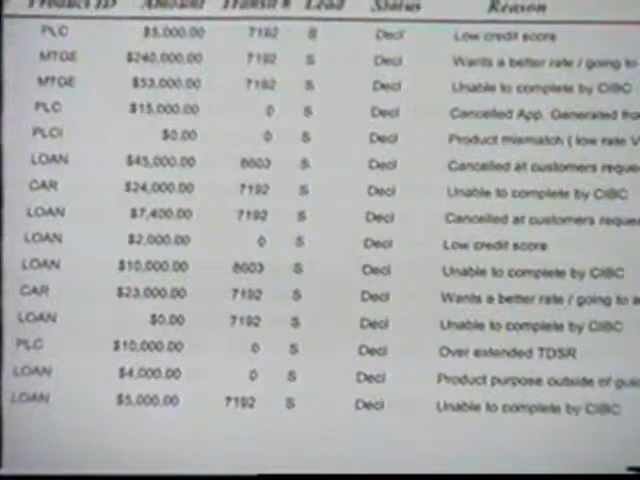 Product ID Amount Transit # Lead Status Reason
PLC $5,000.00 7192 S Decl Low credit score
MTGE $240,000.00 7192 S Decl Wants a better rate / going to
MTGE $53,000.00 7192 S Decl Unable to complete by CIBC
PLC $15,000.00 0 S Decl Cancelled App. Generated fro
PLCI $0.00 0 S Decl Product mismatch ( low rate V
LOAN $45,000.00 8603 S Decl Cancelled at customers reque
CAR $24,000.00 7192 S Decl Unable to complete by CIBC
LOAN $7,400.00 7192 S Decl Cancelled at customers reque
LOAN $2,000.00 0 S Decl Low credit score
LOAN $10,000.00 8603 S Decl Unable to complete by CIBC
CAR $23,000.00 7192 S Decl Wants a better rate / going to a
LOAN $0.00 7192 S Decl Unable to complete by CIBC
PLC $10,000.00 0 S Decl Over extended TDSR
LOAN $4,000.00 0 S Decl Product purpose outside of guid
LOAN $5,000.00 7192 S Decl Unable to complete by CIBC